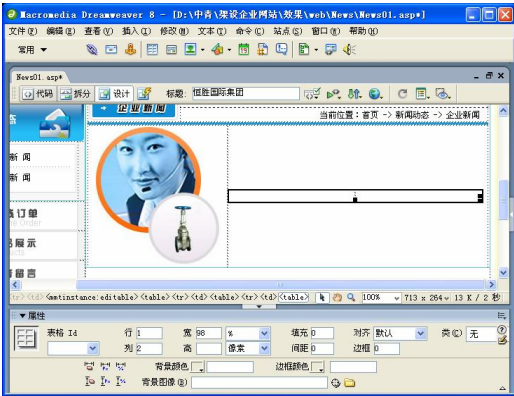 Macromedia Dreamweaver 8 - [D:\中青\架设企业网站\效果\web\News\News01.asp*]
文件(F) 编辑(E) 查看(V) 插入(I) 修改(M) 文本(T) 命令(C) 站点(S) 窗口(W) 帮助(H)
常用
News01.asp*
代码 拆分 设计 标题: 恒胜国际集团
企业新闻
当前位置：首页 -> 新闻动态 -> 企业新闻
态
新 闻
新 闻
订单
展示
留言
<tr> <td> <mmtinstance:editable> <table> <tr> <td> <table> <tr> <td> <table> 100% 713 x 264 13 K / 2 秒
属性
表格 Id 行 1 宽 98 % 填充 0 对齐 默认 类(C) 无
列 2 高 像素 间距 0 边框 0
背景颜色 边框颜色
背景图像(B)